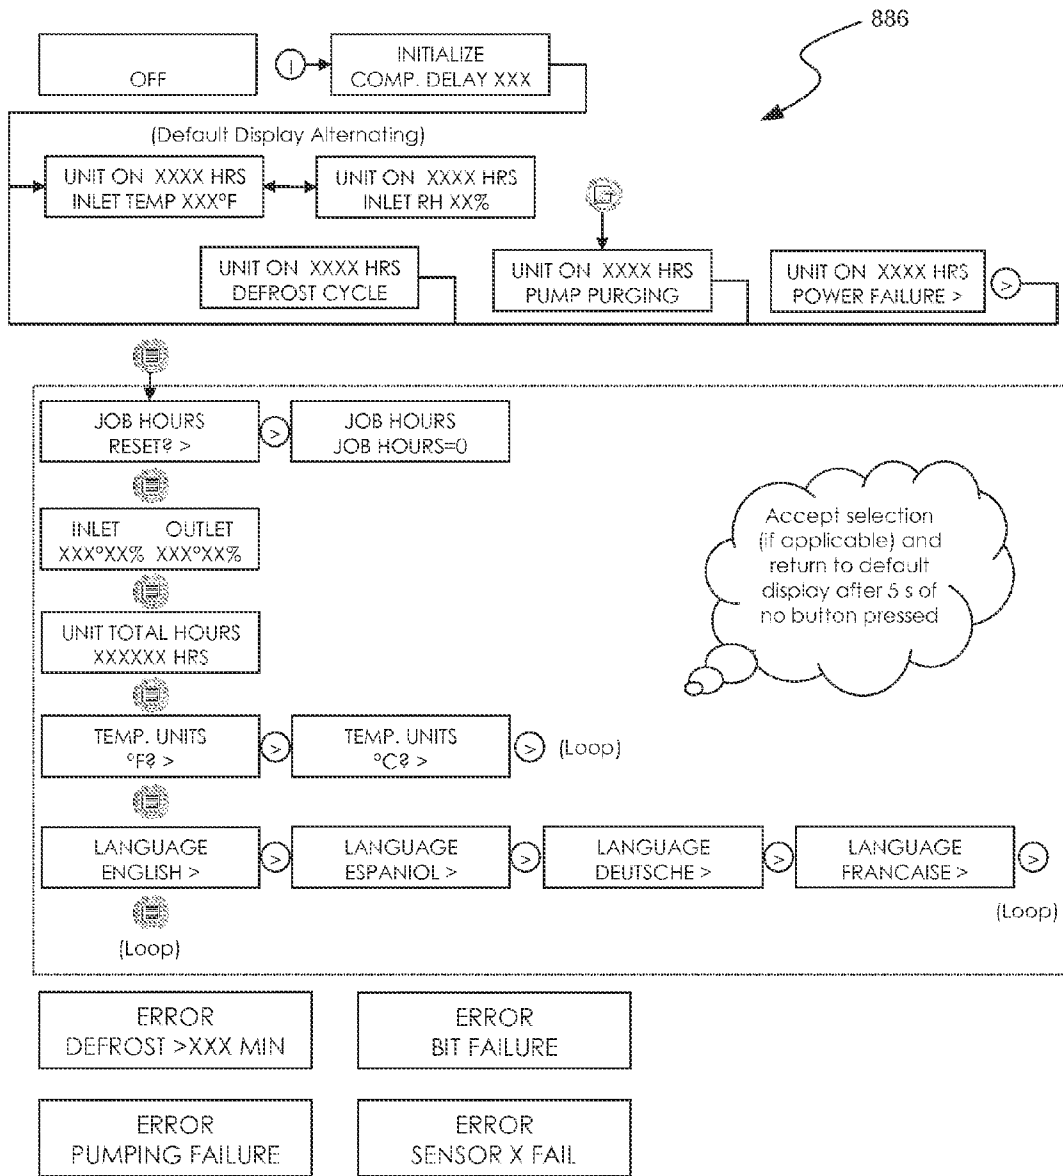 886
OFF
INITIALIZE
COMP. DELAY XXX
(Default Display Alternating)
UNIT ON XXXX HRS
INLET TEMP XXX°F
UNIT ON XXXX HRS
INLET RH XX%
UNIT ON XXXX HRS
DEFROST CYCLE
UNIT ON XXXX HRS
PUMP PURGING
UNIT ON XXXX HRS
POWER FAILURE >
>
JOB HOURS
RESET? >
>
JOB HOURS
JOB HOURS=0
INLET OUTLET
XXX°XX% XXX°XX%
UNIT TOTAL HOURS
XXXXXX HRS
Accept selection
(if applicable) and
return to default
display after 5 s of
no button pressed
TEMP. UNITS
°F? >
>
TEMP. UNITS
°C? >
>
(Loop)
LANGUAGE
ENGLISH >
>
LANGUAGE
ESPANIOL >
>
LANGUAGE
DEUTSCHE >
>
LANGUAGE
FRANCAISE >
>
(Loop)
(Loop)
ERROR
DEFROST >XXX MIN
ERROR
BIT FAILURE
ERROR
PUMPING FAILURE
ERROR
SENSOR X FAIL